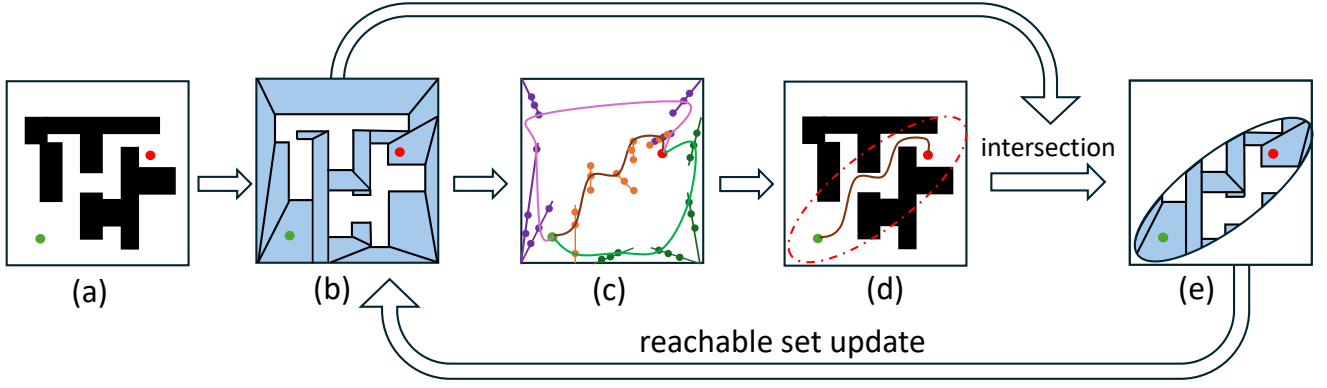 intersection
(a)
(b)
(c)
(d)
(e)
reachable set update